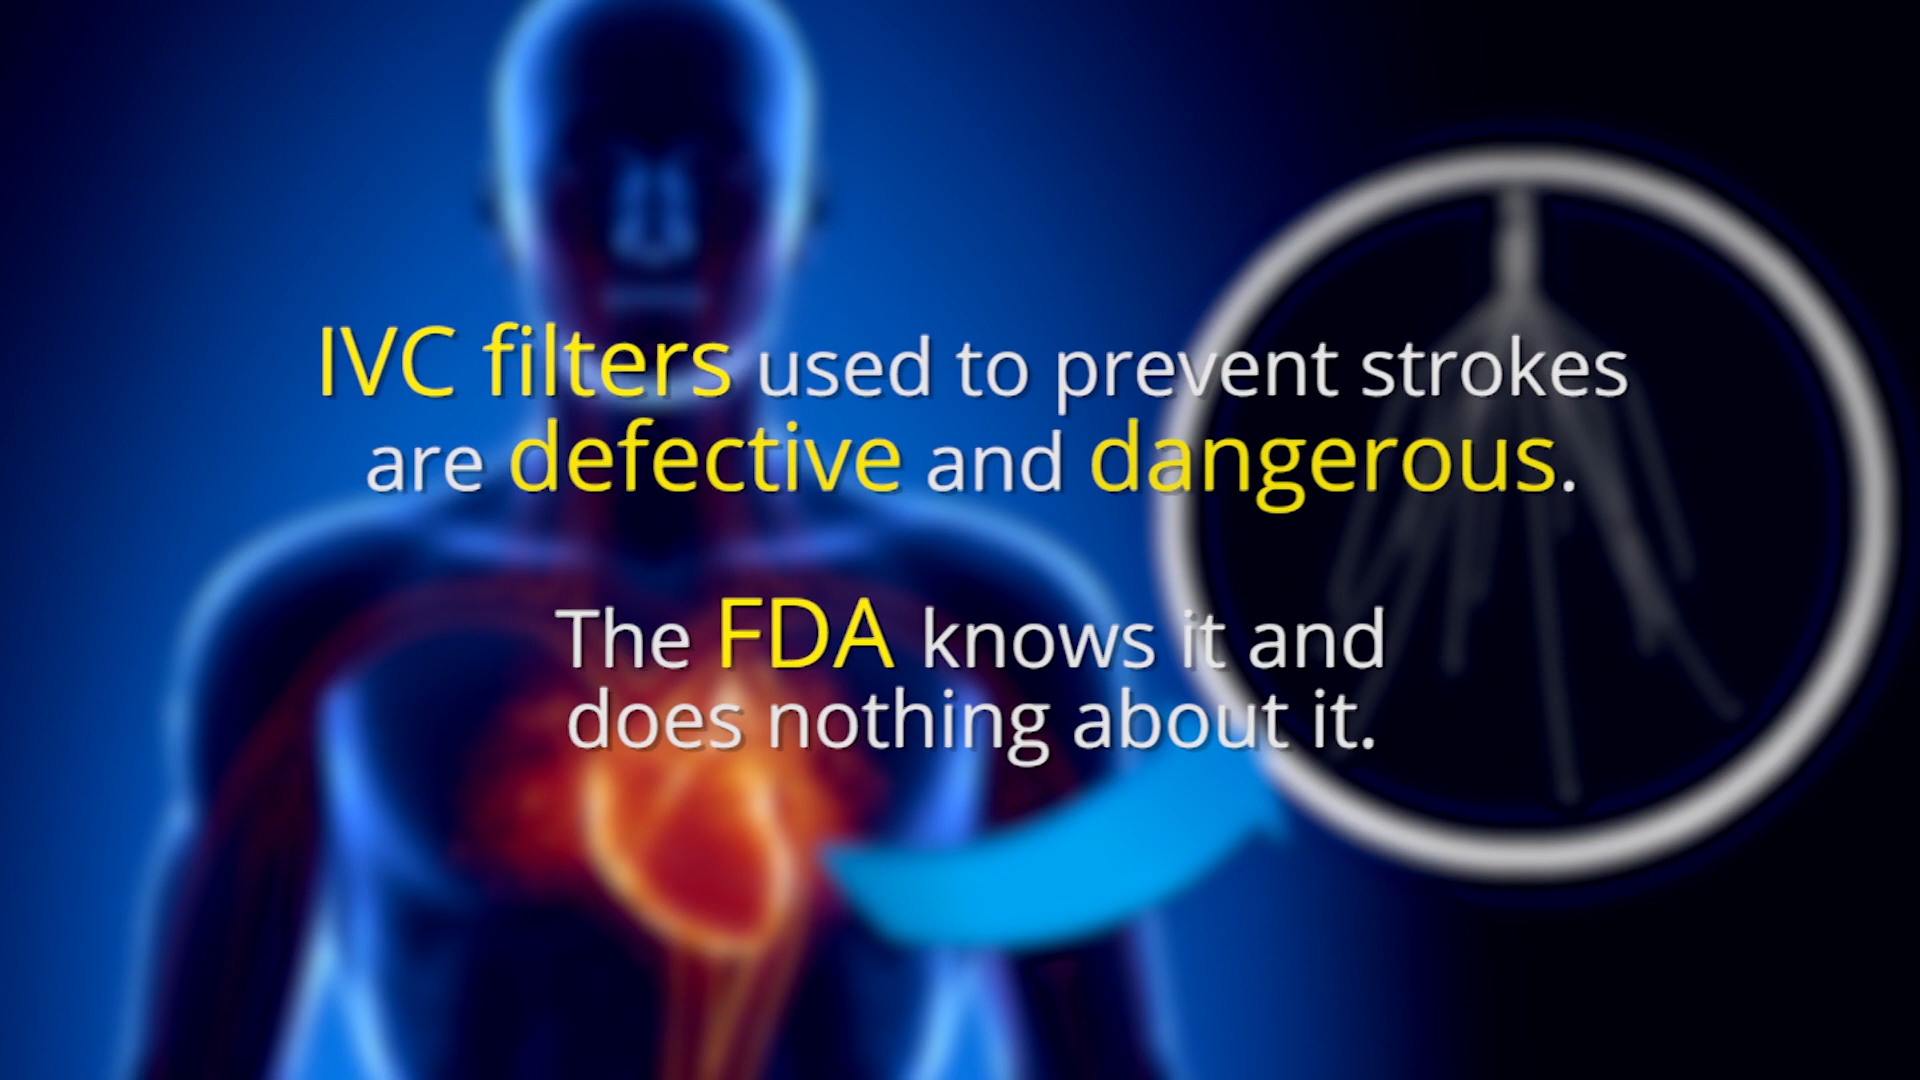 IVC filters used to prevent strokes
are defective and dangerous.
The FDA knows it and
does nothing about it.